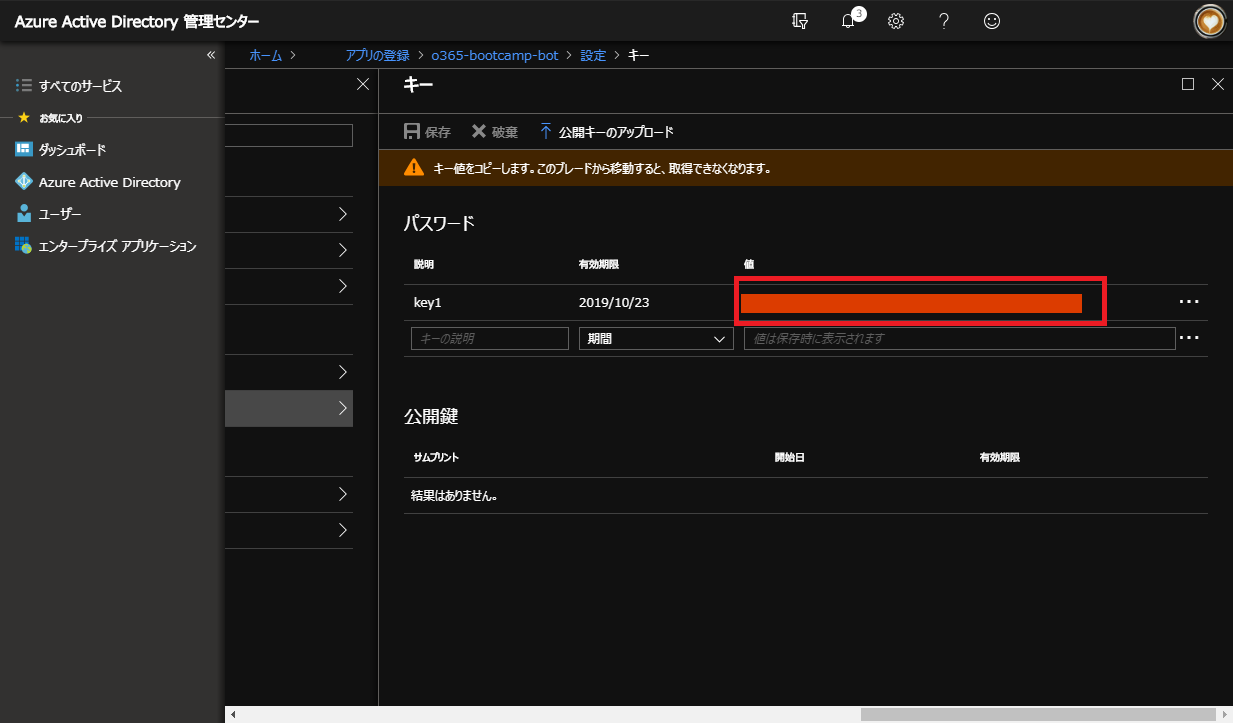 Azure Active Directory 管理センター
3
«
ホーム > アプリの登録 > o365-bootcamp-bot > 設定 > キー
すべてのサービス
お気に入り
ダッシュボード
Azure Active Directory
ユーザー
エンタープライズ アプリケーション
キー
保存 破棄 公開キーのアップロード
キー値をコピーします。このブレードから移動すると、取得できなくなります。
パスワード
説明 有効期限 値
key1 2019/10/23 ...
キーの説明 期間 値は保存時に表示されます ...
公開鍵
サムプリント 開始日 有効期限
結果はありません。